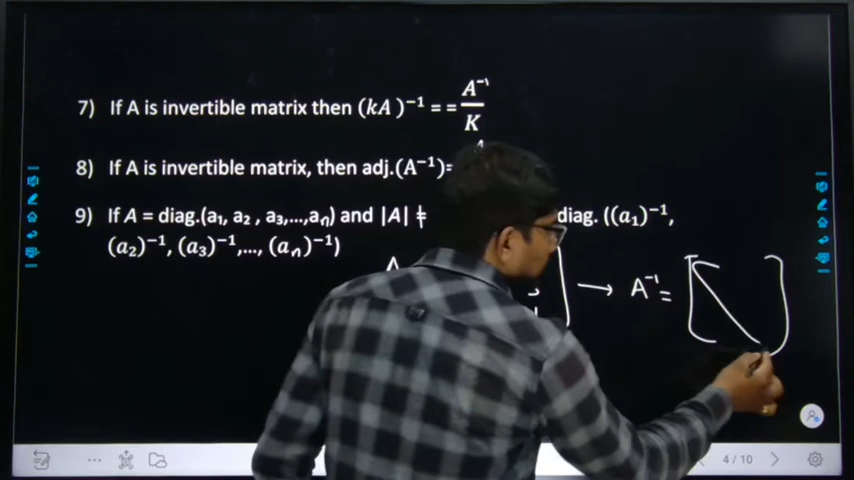 7) If A is invertible matrix then (kA)⁻¹ = = A⁻¹/K
8) If A is invertible matrix, then adj.(A⁻¹)=
9) If A = diag.(a₁, a₂ , a₃,...,aₙ) and |A| ≠ diag. ((a₁)⁻¹,
(a₂)⁻¹, (a₃)⁻¹,..., (aₙ)⁻¹)
A → A⁻¹ =
4 / 10